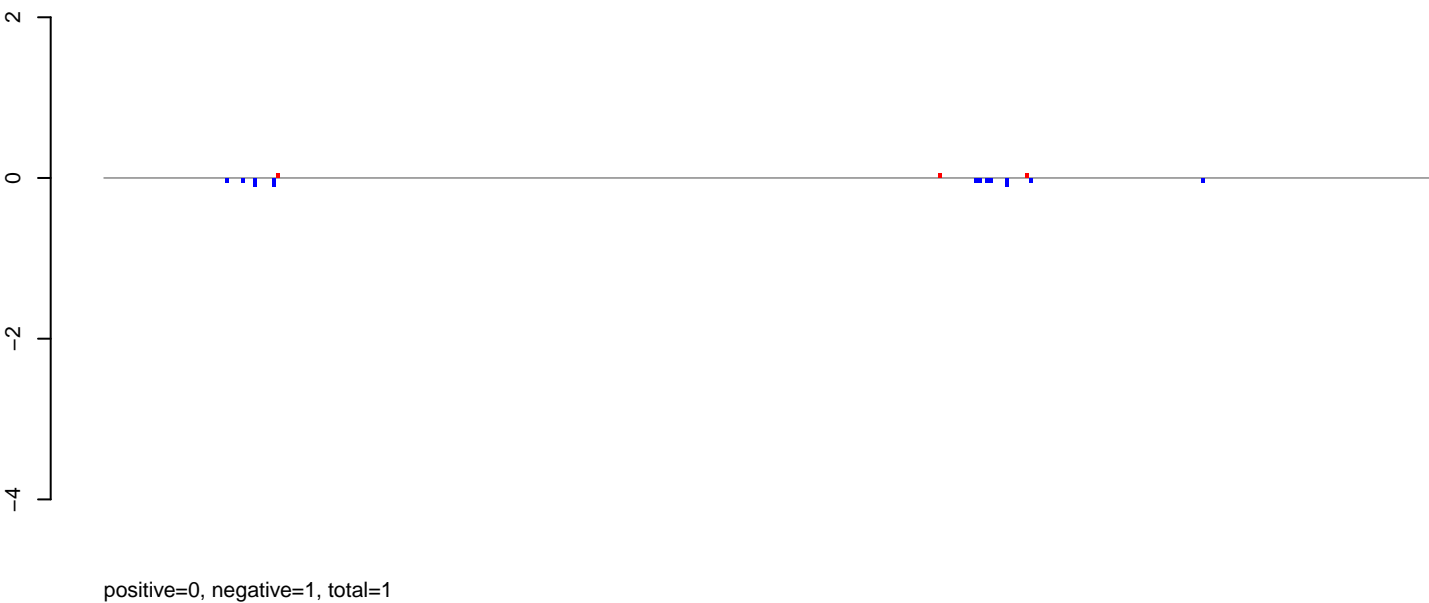 2
0
−2
−4
positive=0, negative=1, total=1